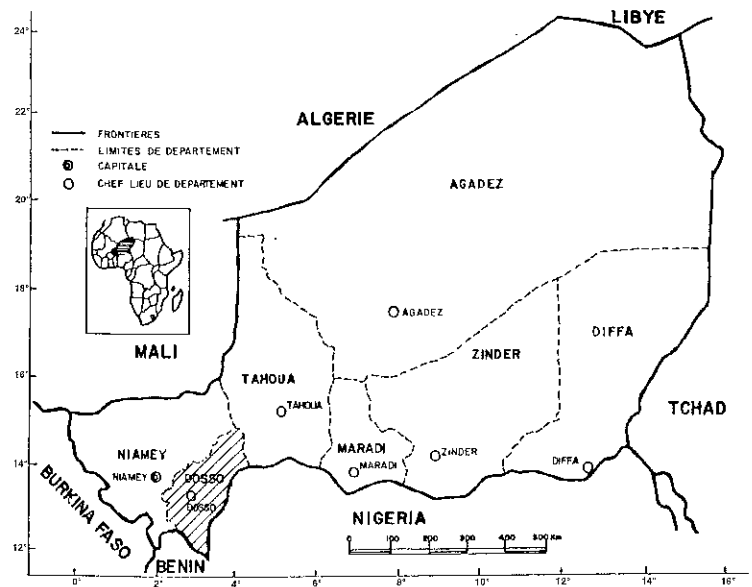 LIBYE
24°
22°
ALGERIE
FRONTIERES
LIMITES DE DEPARTEMENT
CAPITALE
CHEF LIEU DE DEPARTEMENT
AGADEZ
20°
18°
AGADEZ
MALI
ZINDER
DIFFA
16°
TAHOUA
TAHOUA
TCHAD
NIAMEY
MARADI
ZINDER
14°
NIAMEY
DOSSO
MARADI
DIFFA
DOSSO
BURKINA FASO
NIGERIA
12°
BENIN
0 100 200 300 400 500 Km
0° 2° 4° 6° 8° 10° 12° 14° 16°